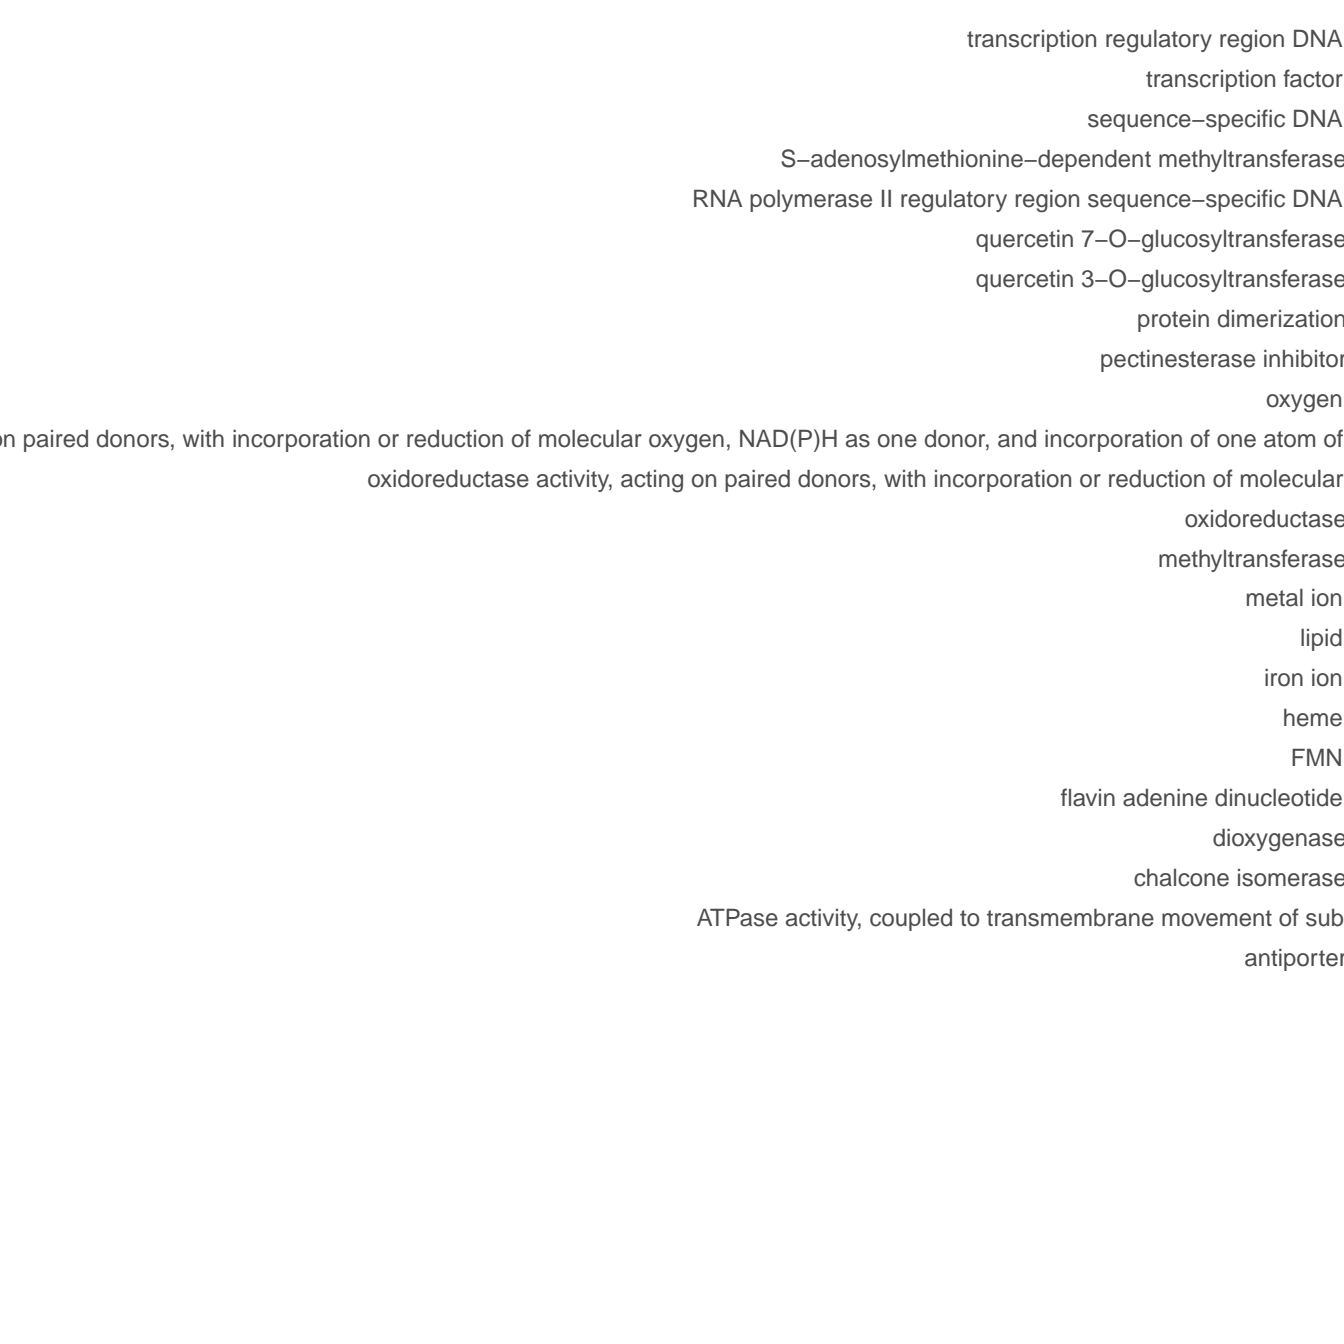 transcription regulatory region DNA
transcription factor
sequence−specific DNA
S−adenosylmethionine−dependent methyltransferase
RNA polymerase II regulatory region sequence−specific DNA
quercetin 7−O−glucosyltransferase
quercetin 3−O−glucosyltransferase
protein dimerization
pectinesterase inhibitor
oxygen
on paired donors, with incorporation or reduction of molecular oxygen, NAD(P)H as one donor, and incorporation of one atom of
oxidoreductase activity, acting on paired donors, with incorporation or reduction of molecular
oxidoreductase
methyltransferase
metal ion
lipid
iron ion
heme
FMN
flavin adenine dinucleotide
dioxygenase
chalcone isomerase
ATPase activity, coupled to transmembrane movement of sub
antiporter